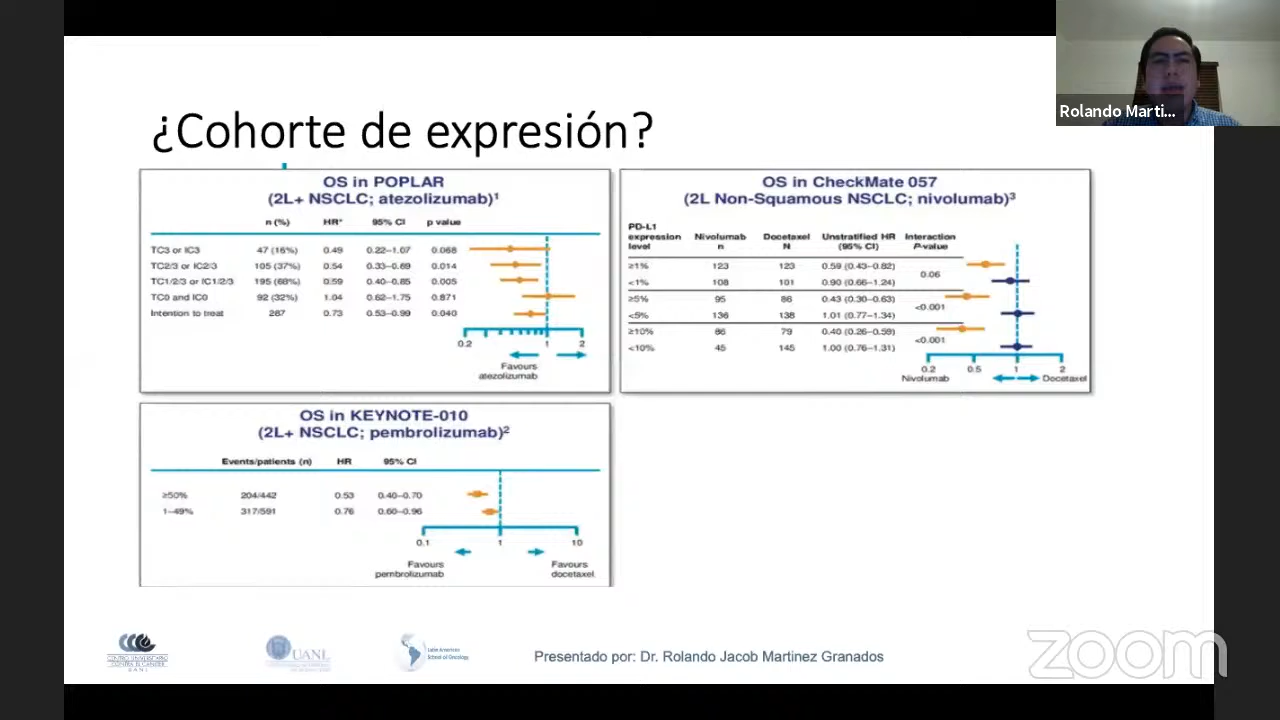 Rolando Marti...
¿Cohorte de expresión?
OS in POPLAR
(2L+ NSCLC; atezolizumab)¹
n (%) HR* 95% CI p value
TC3 or IC3 47 (16%) 0.49 0.22–1.07 0.068
TC2/3 or IC2/3 105 (37%) 0.54 0.33–0.89 0.014
TC1/2/3 or IC1/2/3 195 (68%) 0.59 0.40–0.85 0.005
TC0 and IC0 92 (32%) 1.04 0.62–1.75 0.871
Intention to treat 287 0.73 0.53–0.99 0.040
0.2 1 2
Favours
atezolizumab
OS in CheckMate 057
(2L Non-Squamous NSCLC; nivolumab)³
PD-L1
expression Nivolumab Docetaxel Unstratified HR Interaction
level n N (95% CI) P-value
≥1% 123 123 0.59 (0.43–0.82)
0.06
<1% 108 101 0.90 (0.66–1.24)
≥5% 95 86 0.43 (0.30–0.63)
<0.001
<5% 136 138 1.01 (0.77–1.34)
≥10% 86 79 0.40 (0.26–0.59)
<0.001
<10% 45 145 1.00 (0.76–1.31)
0.2 0.5 1 2
Nivolumab Docetaxel
OS in KEYNOTE-010
(2L+ NSCLC; pembrolizumab)²
Events/patients (n) HR 95% CI
≥50% 204/442 0.53 0.40–0.70
1–49% 317/591 0.76 0.60–0.96
0.1 1 10
Favours Favours
pembrolizumab docetaxel
CENTRO UNIVERSITARIO
CONTRA EL CÁNCER
UANL
UANL
Latin American
School of Oncology
Presentado por: Dr. Rolando Jacob Martinez Granados
zoom